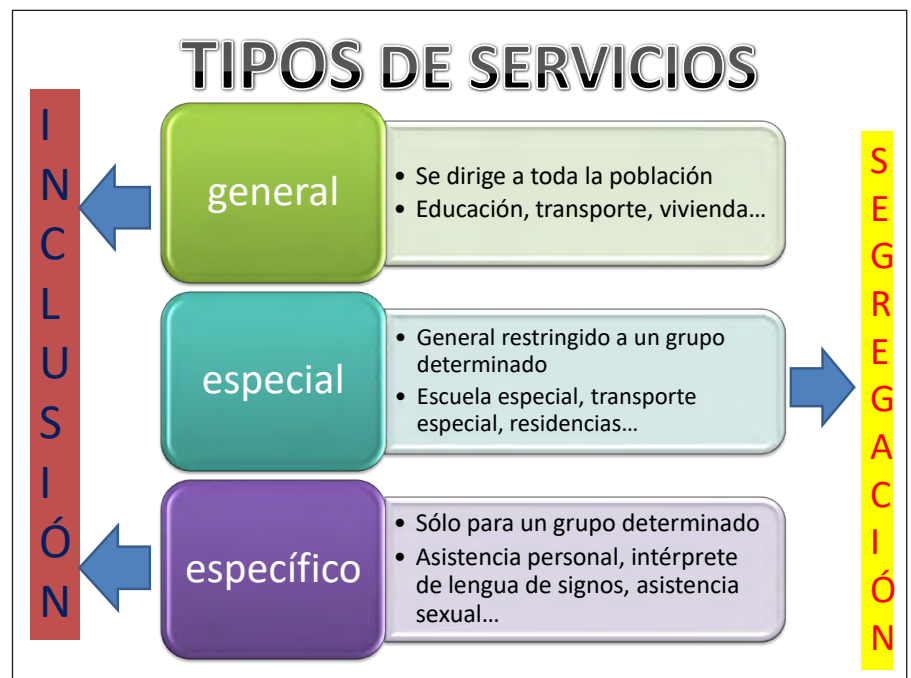 TIPOS DE SERVICIOS
INCLUSIÓN
general
• Se dirige a toda la población
• Educación, transporte, vivienda…
especial
• General restringido a un grupo
determinado
• Escuela especial, transporte
especial, residencias…
específico
• Sólo para un grupo determinado
• Asistencia personal, intérprete
de lengua de signos, asistencia
sexual…
SEGREGACIÓN